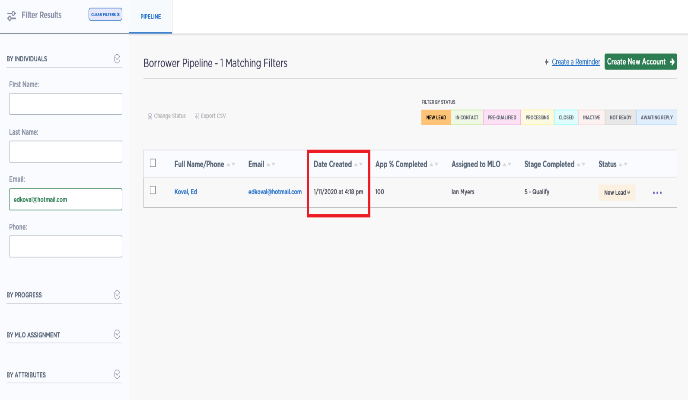 Filter Results
CLEAR FILTERS X
PIPELINE
BY INDIVIDUALS
First Name:
Last Name:
Email:
edkoval@hotmail.com
Phone:
BY PROGRESS
BY MLO ASSIGNMENT
BY ATTRIBUTES
Borrower Pipeline - 1 Matching Filters
+ Create a Reminder
Create New Account →
FILTER BY STATUS
Change Status
Export CSV
NEW LEAD
IN CONTACT
PRE-QUALIFIED
PROCESSING
CLOSED
INACTIVE
NOT READY
AWAITING REPLY
Full Name/Phone
Email
Date Created
App % Completed
Assigned to MLO
Stage Completed
Status
Koval, Ed
edkoval@hotmail.com
1/11/2020 at 4:18 pm
100
Ian Myers
5 - Qualify
New Lead